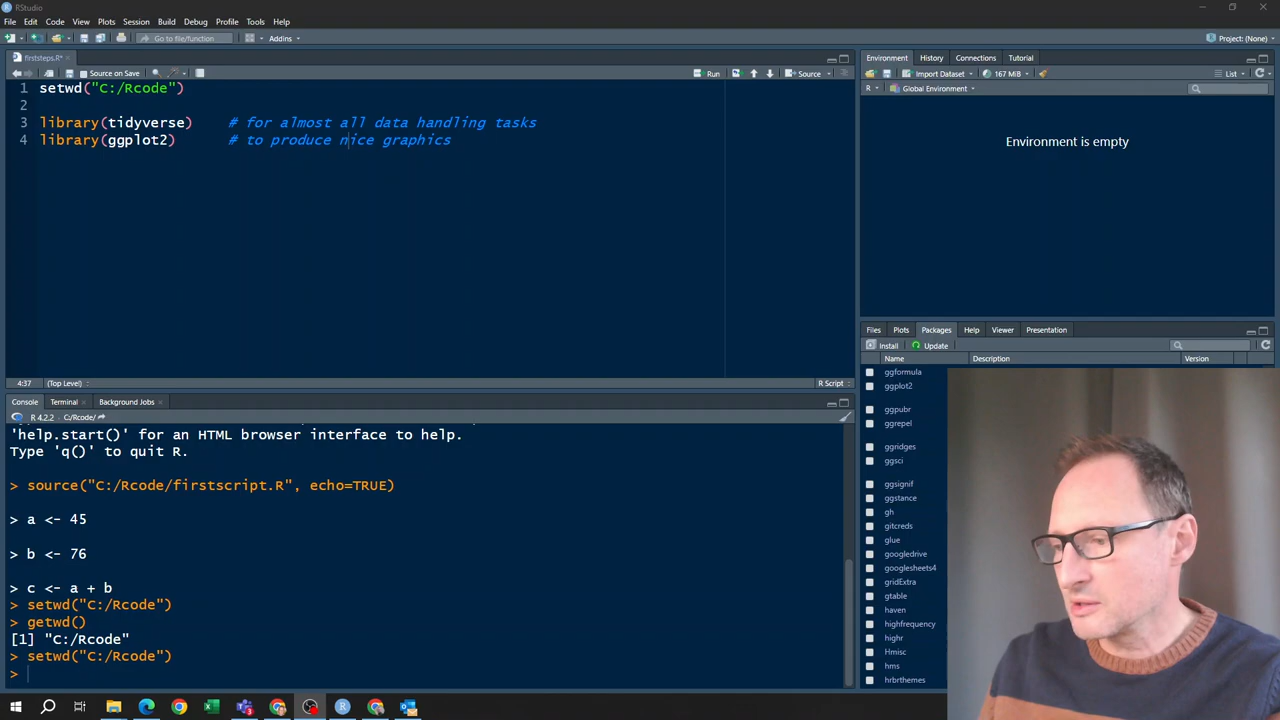 RStudio
File Edit Code View Plots Session Build Debug Profile Tools Help
Go to file/function
Addins
Project: (None)
firststeps.R*
Source on Save
Run
Source
1 setwd("C:/Rcode")
2
3 library(tidyverse) # for almost all data handling tasks
4 library(ggplot2) # to produce nice graphics
4:37 (Top Level)
R Script
Console Terminal Background Jobs
R 4.2.2 · C:/Rcode/
'help.start()' for an HTML browser interface to help.
Type 'q()' to quit R.
> source("C:/Rcode/firstscript.R", echo=TRUE)
> a <- 45
> b <- 76
> c <- a + b
> setwd("C:/Rcode")
> getwd()
[1] "C:/Rcode"
> setwd("C:/Rcode")
>
Environment History Connections Tutorial
Import Dataset 167 MiB List
R Global Environment
Environment is empty
Files Plots Packages Help Viewer Presentation
Install Update
Name Description Version
ggformula
ggplot2
ggpubr
ggrepel
ggridges
ggsci
ggsignif
ggstance
gh
gitcreds
glue
googledrive
googlesheets4
gridExtra
gtable
haven
highfrequency
highr
Hmisc
hms
hrbrthemes